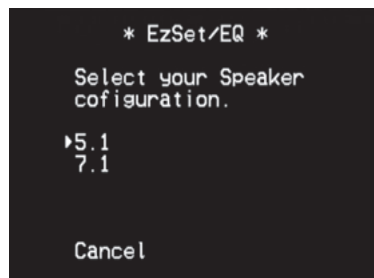 * EzSet/EQ *
Select your Speaker
cofiguration.
▶5.1
7.1
Cancel